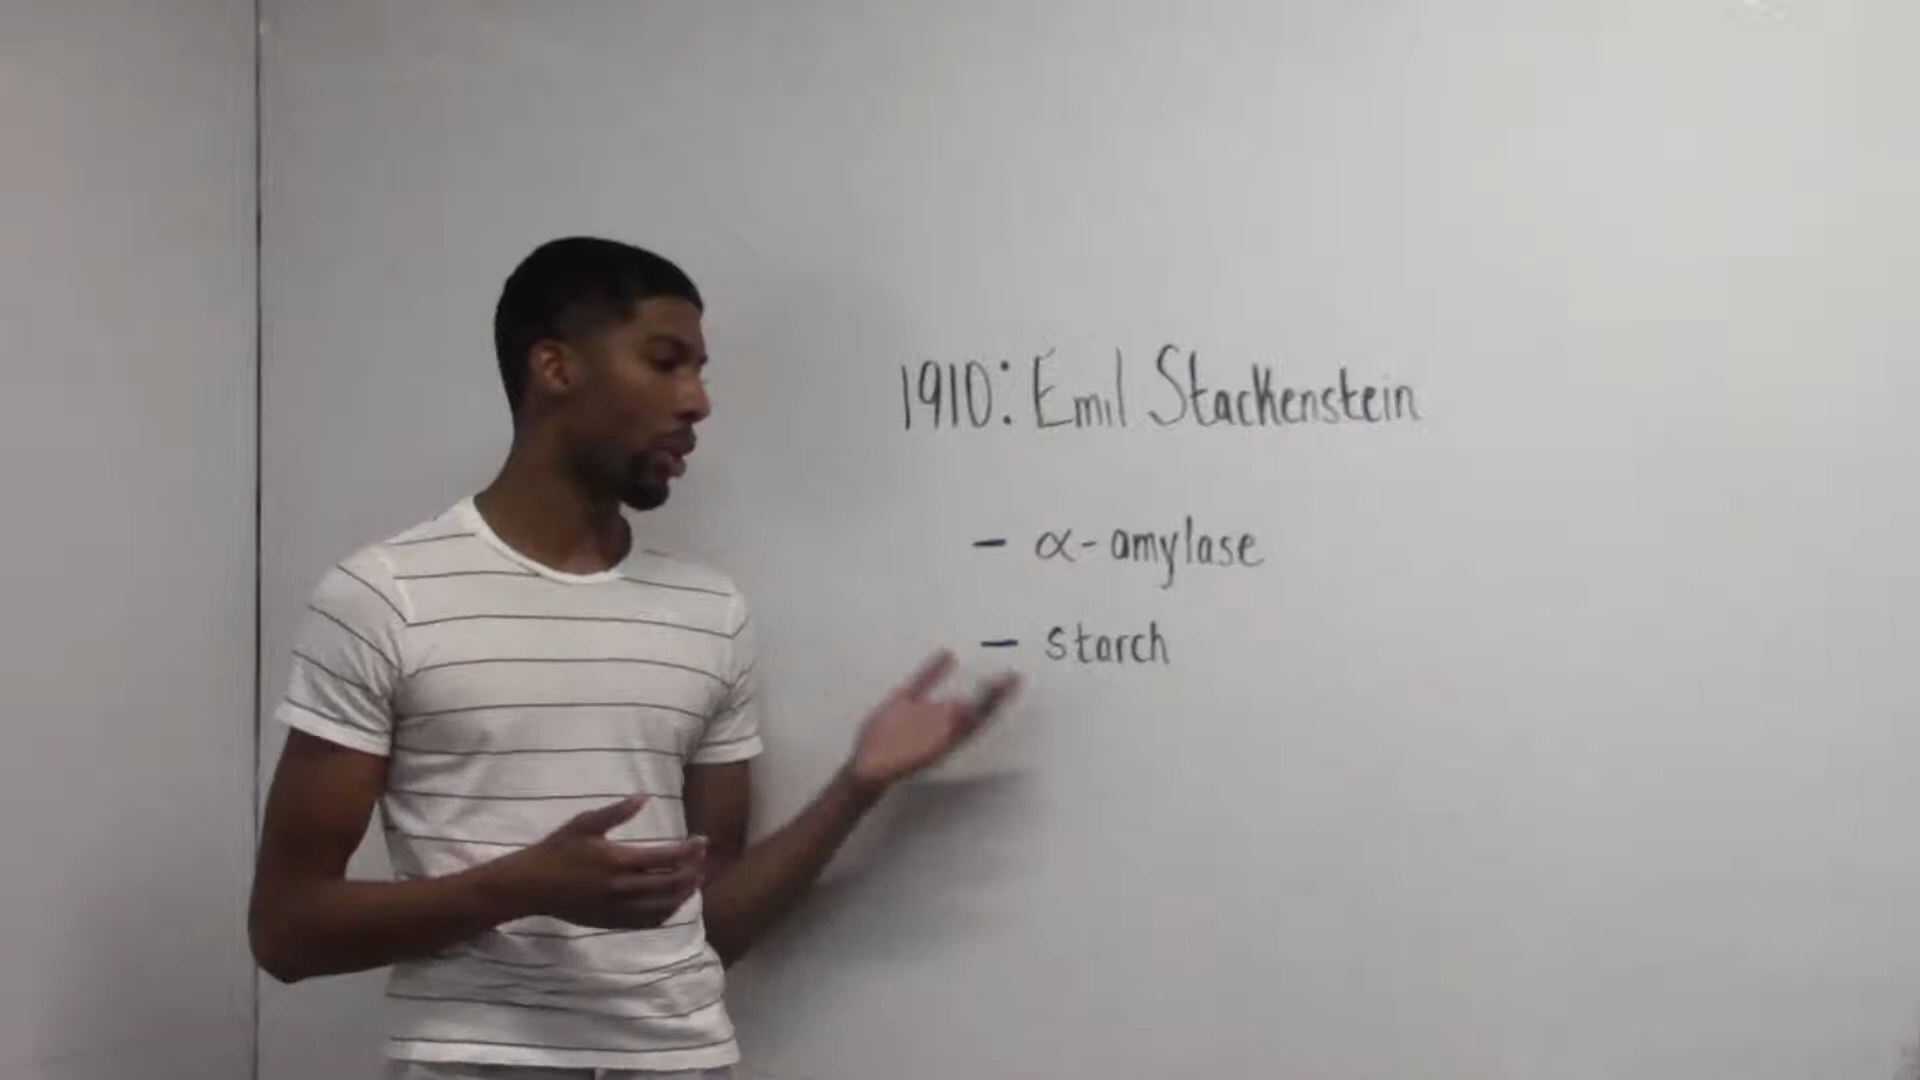 1910: Emil Stackenstein
- α-amylase
- starch